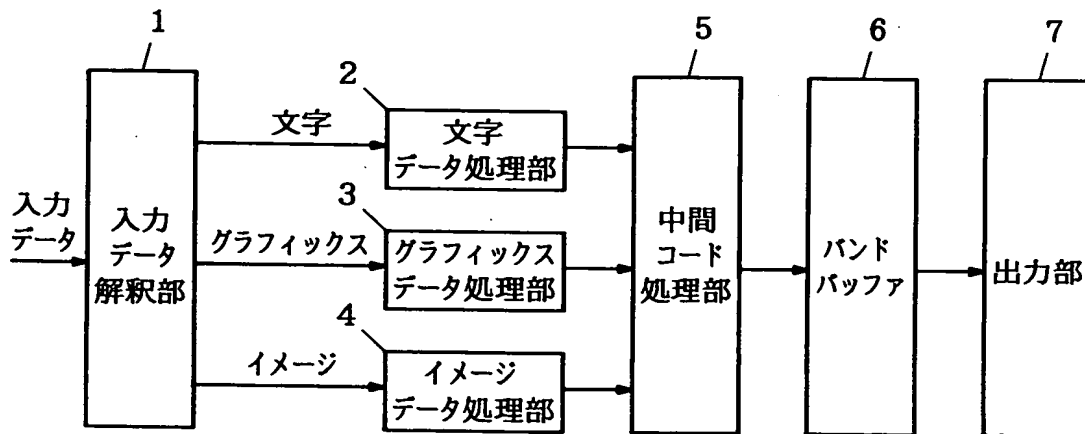 1
2
3
4
5
6
7
入力
データ
入力
データ
解釈部
文字
グラフィックス
イメージ
文字
データ処理部
グラフィックス
データ処理部
イメージ
データ処理部
中間
コード
処理部
バンド
バッファ
出力部